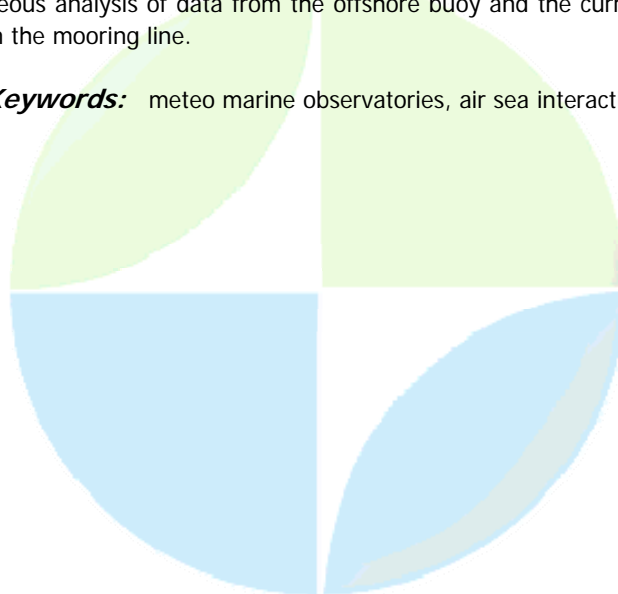 eous analysis of data from the offshore buoy and the curr
the mooring line.
eywords: meteo marine observatories, air sea interact